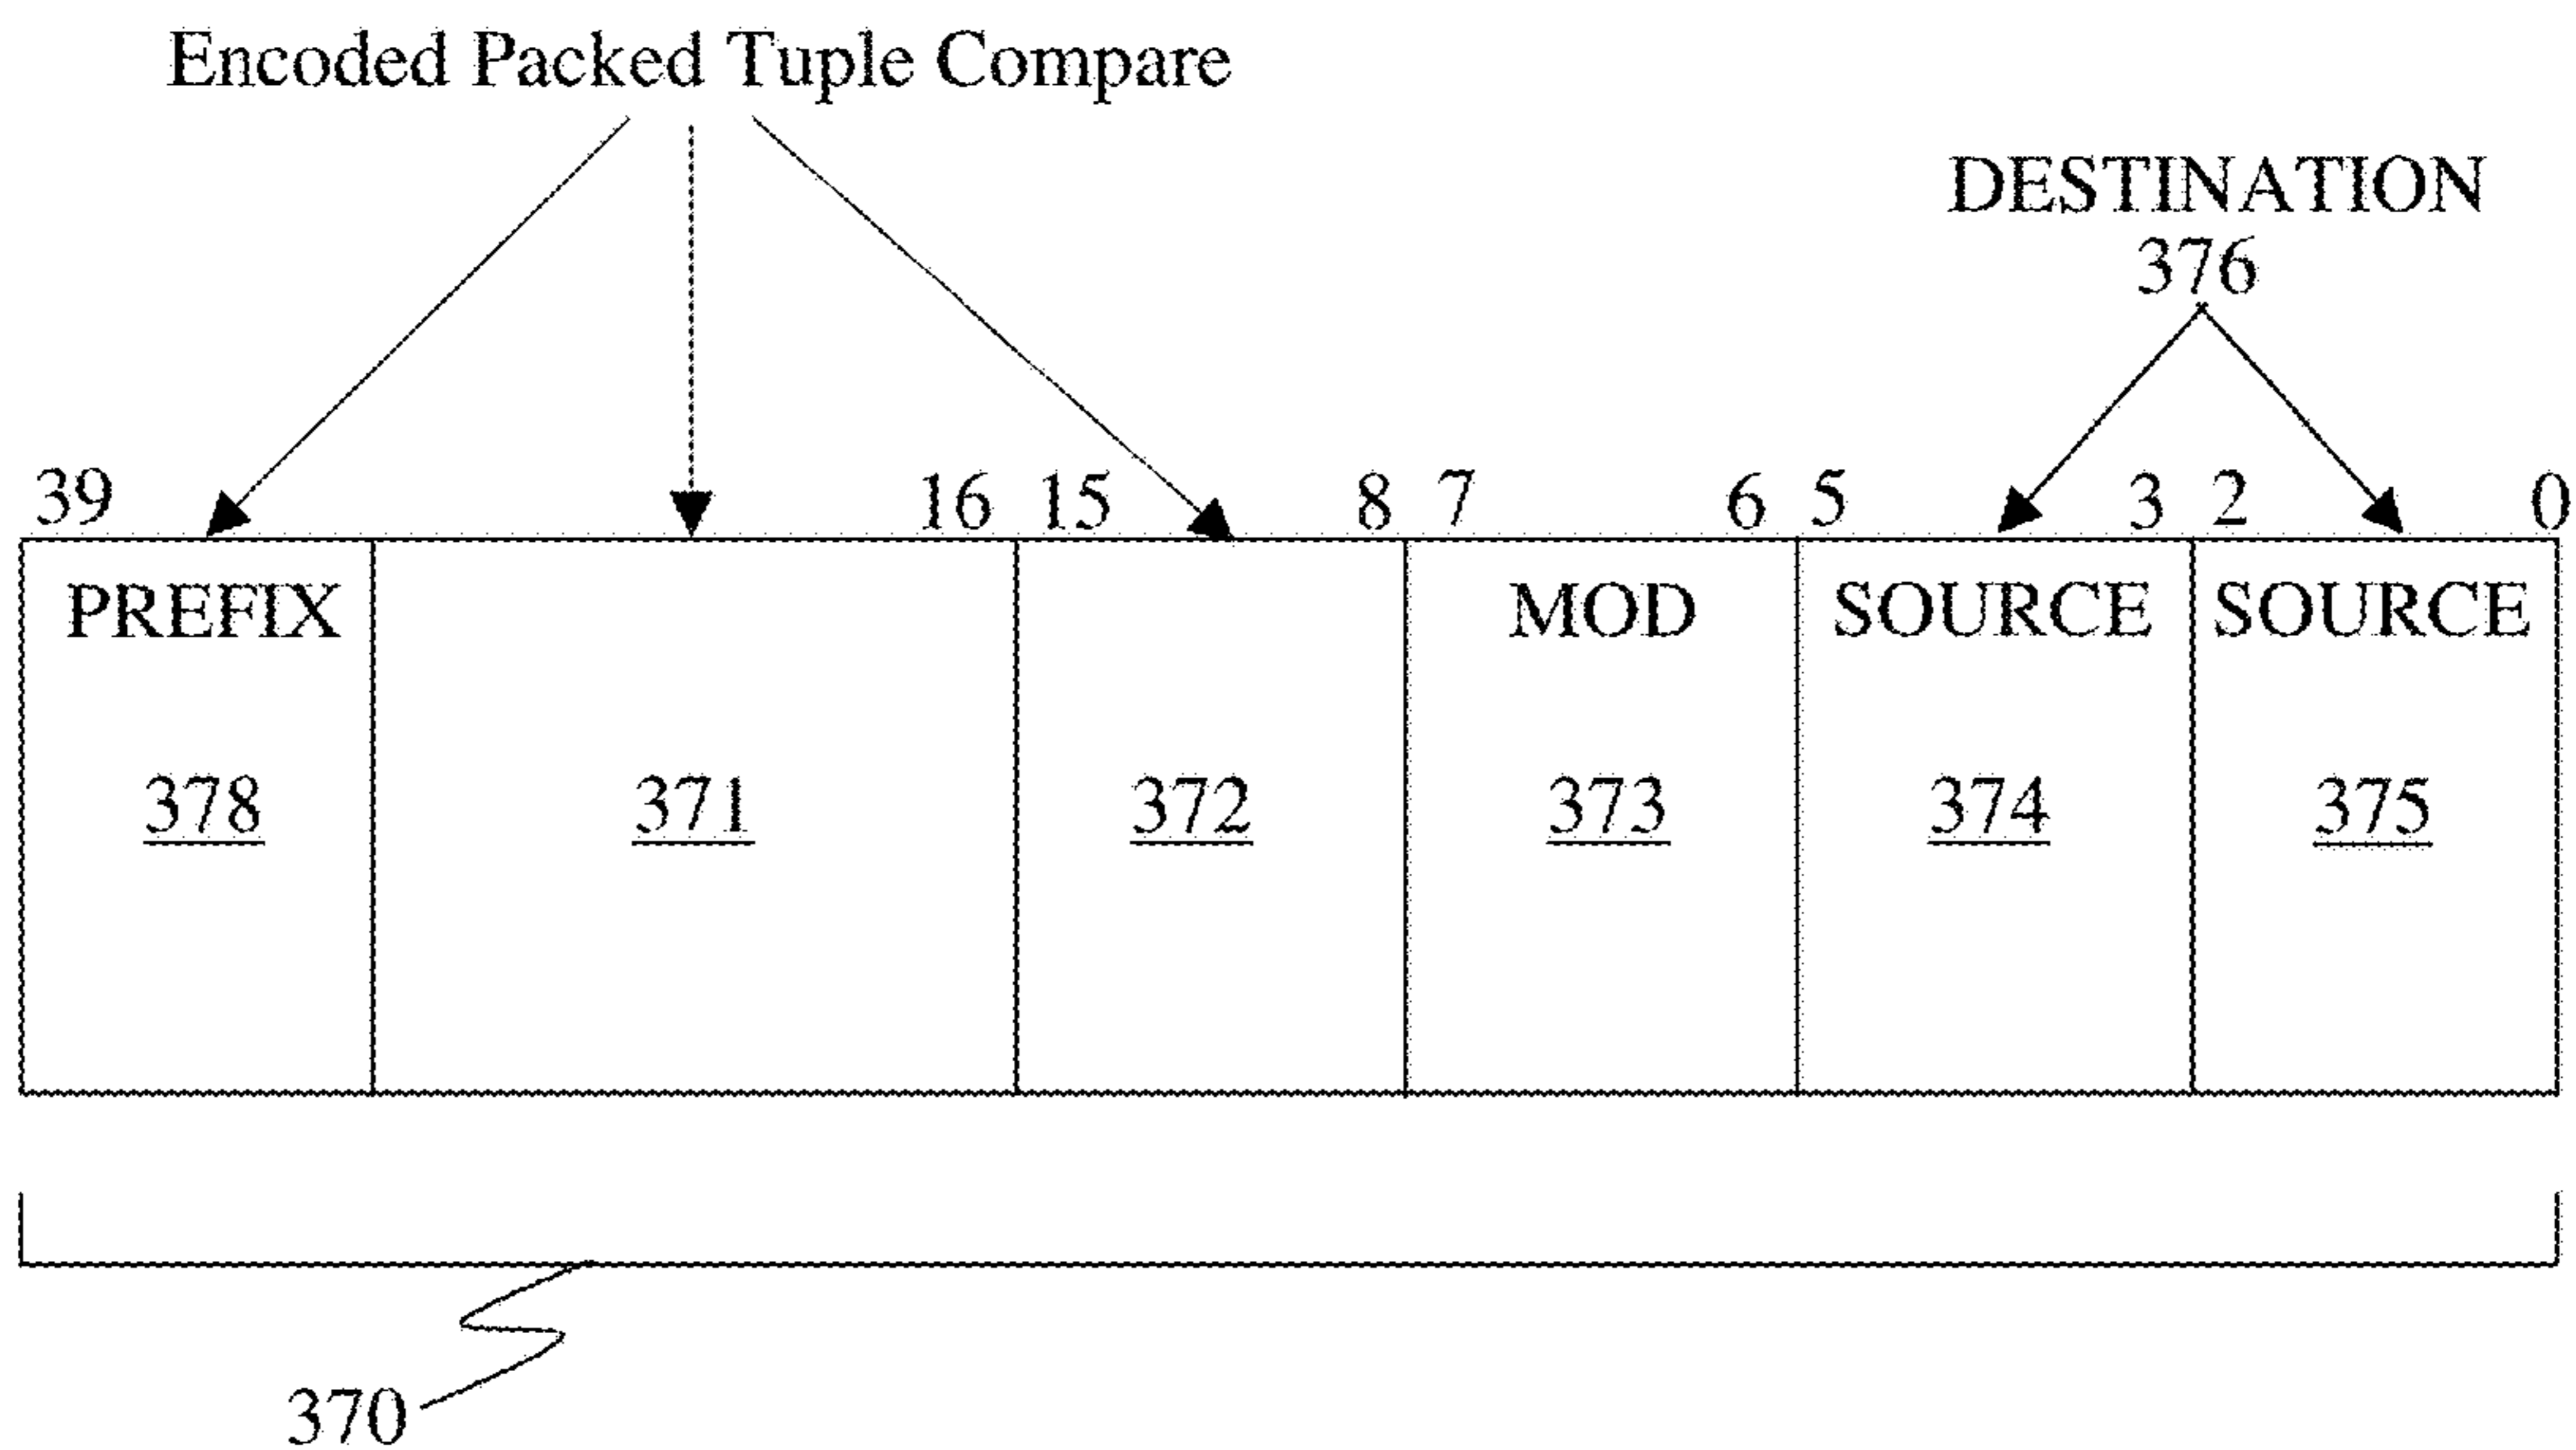 Encoded Packed Tuple Compare
DESTINATION
376
39 16 15 8 7 6 5 3 2 0
PREFIX MOD SOURCE SOURCE
378 371 372 373 374 375
370